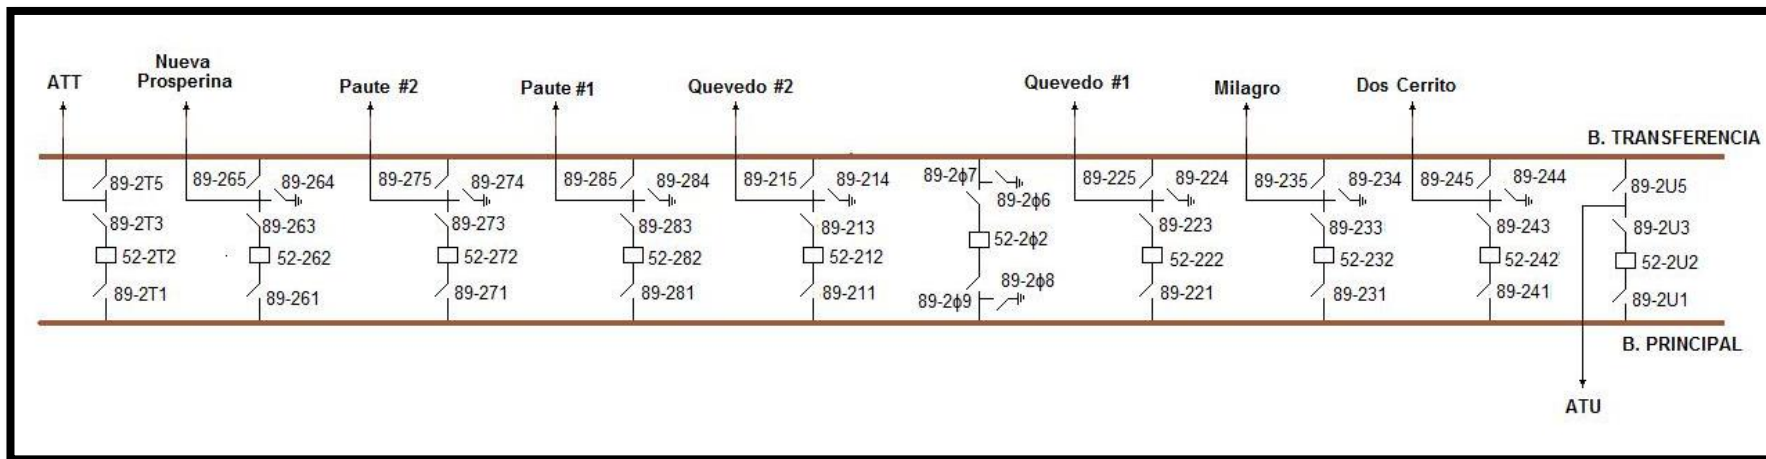 ATT
Nueva
Prosperina
Paute #2
Paute #1
Quevedo #2
Quevedo #1
Milagro
Dos Cerrito
B. TRANSFERENCIA
89-2T5
89-2T3
52-2T2
89-2T1
89-265
89-264
89-263
52-262
89-261
89-275
89-274
89-273
52-272
89-271
89-285
89-284
89-283
52-282
89-281
89-215
89-214
89-213
52-212
89-211
89-2ϕ7
89-2ϕ6
52-2ϕ2
89-2ϕ8
89-2ϕ9
89-225
89-224
89-223
52-222
89-221
89-235
89-234
89-233
52-232
89-231
89-245
89-244
89-243
52-242
89-241
89-2U5
89-2U3
52-2U2
89-2U1
B. PRINCIPAL
ATU